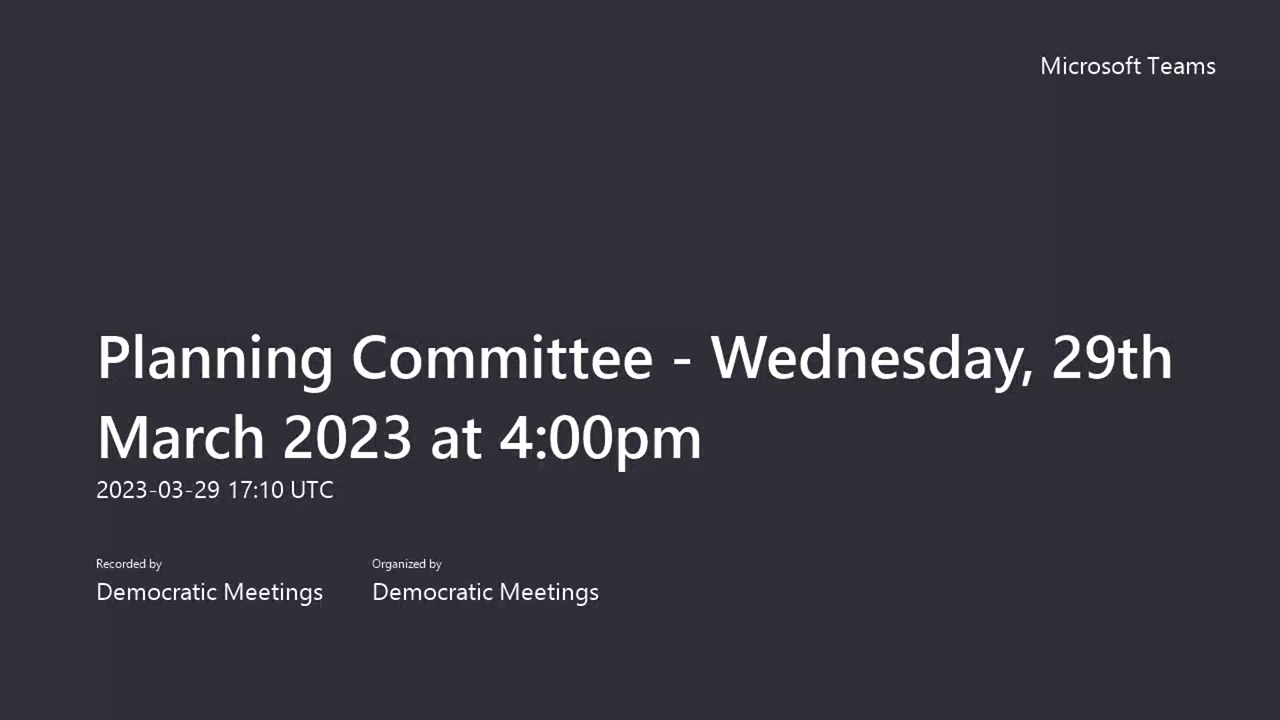 Microsoft Teams
Planning Committee - Wednesday, 29th
March 2023 at 4:00pm
2023-03-29 17:10 UTC
Recorded by
Democratic Meetings
Organized by
Democratic Meetings